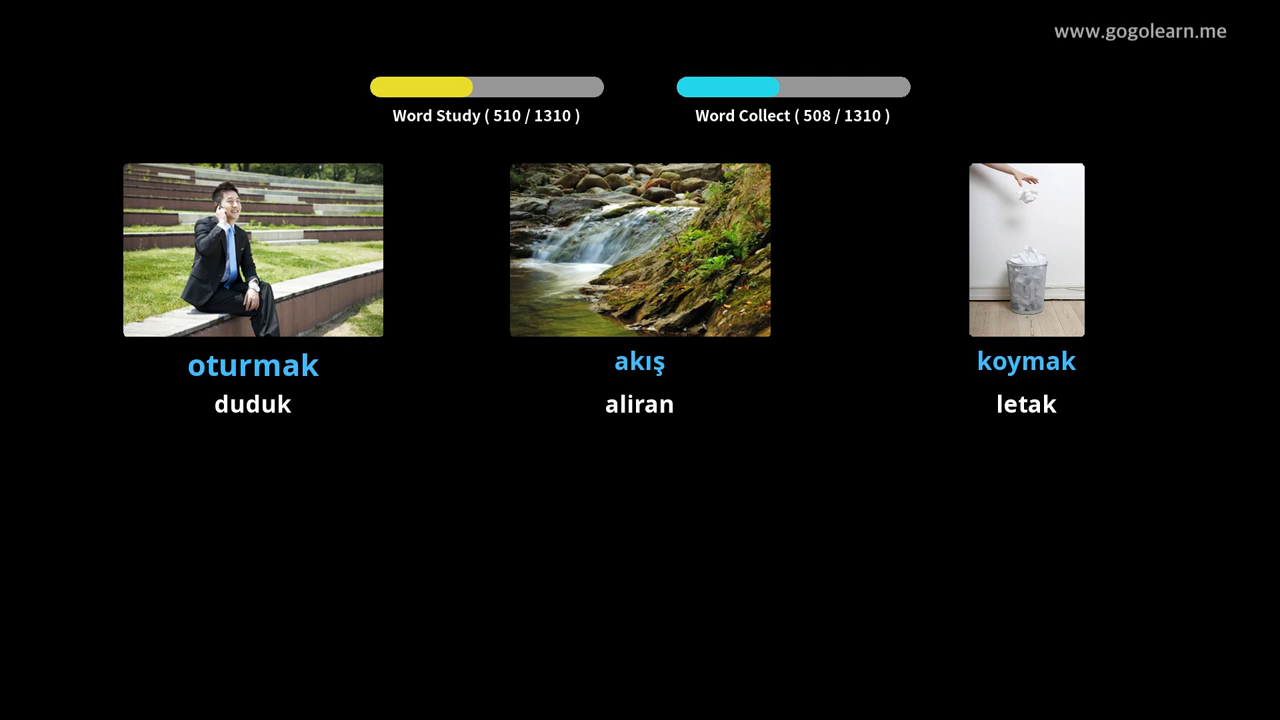 www.gogolearn.me
Word Study ( 510 / 1310 )
Word Collect ( 508 / 1310 )
oturmak
duduk
akış
aliran
koymak
letak